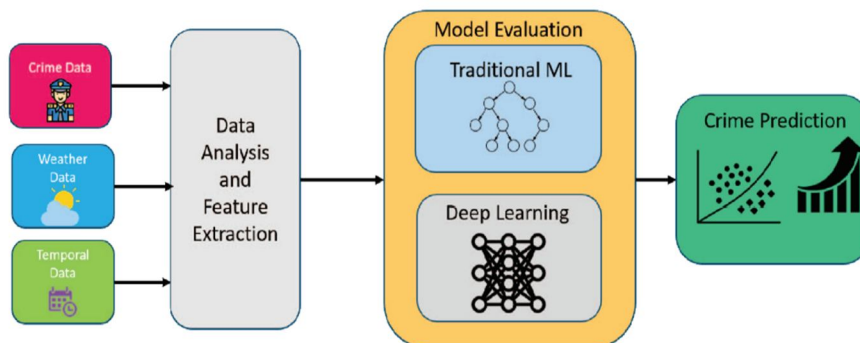 Crime Data
Weather
Data
Temporal
Data
Data
Analysis
and
Feature
Extraction
Model Evaluation
Traditional ML
Deep Learning
Crime Prediction